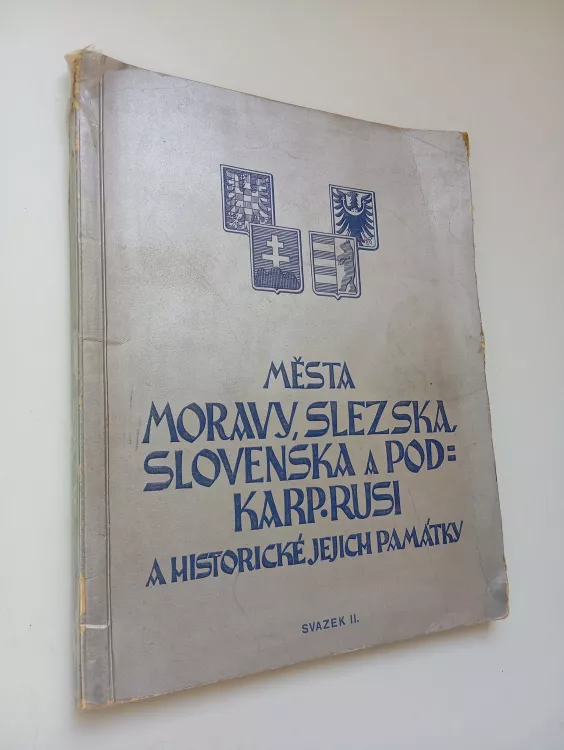 MĚSTA
MORAVY, SLEZSKA,
SLOVENSKA A POD=
KARP. RUSI
A HISTORICKÉ JEJICH PAMÁTKY
SVAZEK II.